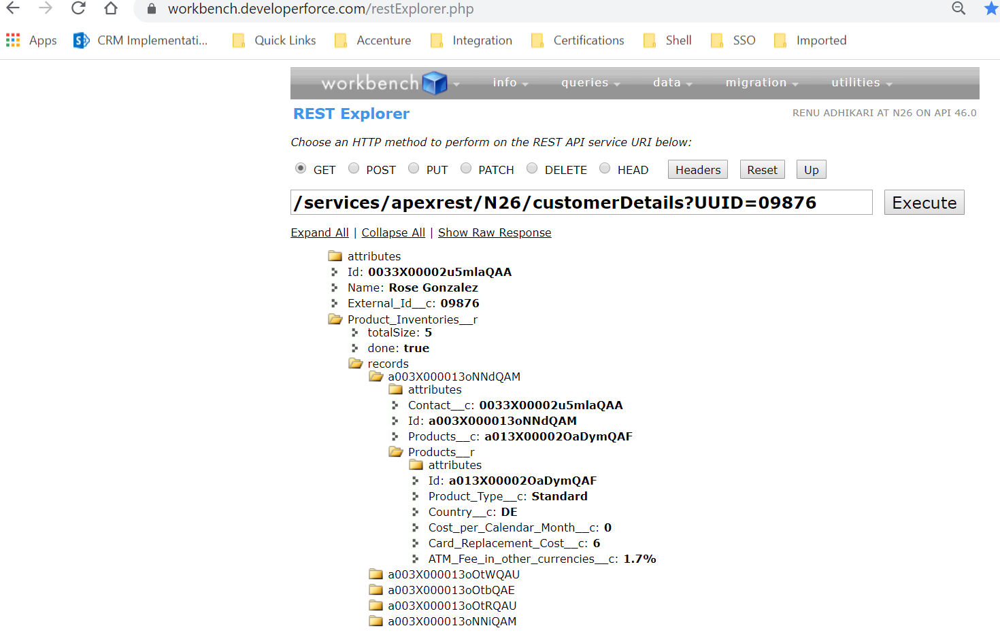 workbench.developerforce.com/restExplorer.php
Apps CRM Implementati... Quick Links Accenture Integration Certifications Shell SSO Imported
workbench info queries data migration utilities
REST Explorer RENU ADHIKARI AT N26 ON API 46.0
Choose an HTTP method to perform on the REST API service URI below:
GET POST PUT PATCH DELETE HEAD Headers Reset Up
/services/apexrest/N26/customerDetails?UUID=09876 Execute
Expand All | Collapse All | Show Raw Response
attributes
Id: 0033X00002u5mlaQAA
Name: Rose Gonzalez
External_Id__c: 09876
Product_Inventories__r
totalSize: 5
done: true
records
a003X000013oNNdQAM
attributes
Contact__c: 0033X00002u5mlaQAA
Id: a003X000013oNNdQAM
Products__c: a013X00002OaDymQAF
Products__r
attributes
Id: a013X00002OaDymQAF
Product_Type__c: Standard
Country__c: DE
Cost_per_Calendar_Month__c: 0
Card_Replacement_Cost__c: 6
ATM_Fee_in_other_currencies__c: 1.7%
a003X000013oOtWQAU
a003X000013oOtbQAE
a003X000013oOtRQAU
a003X000013oNNiQAM